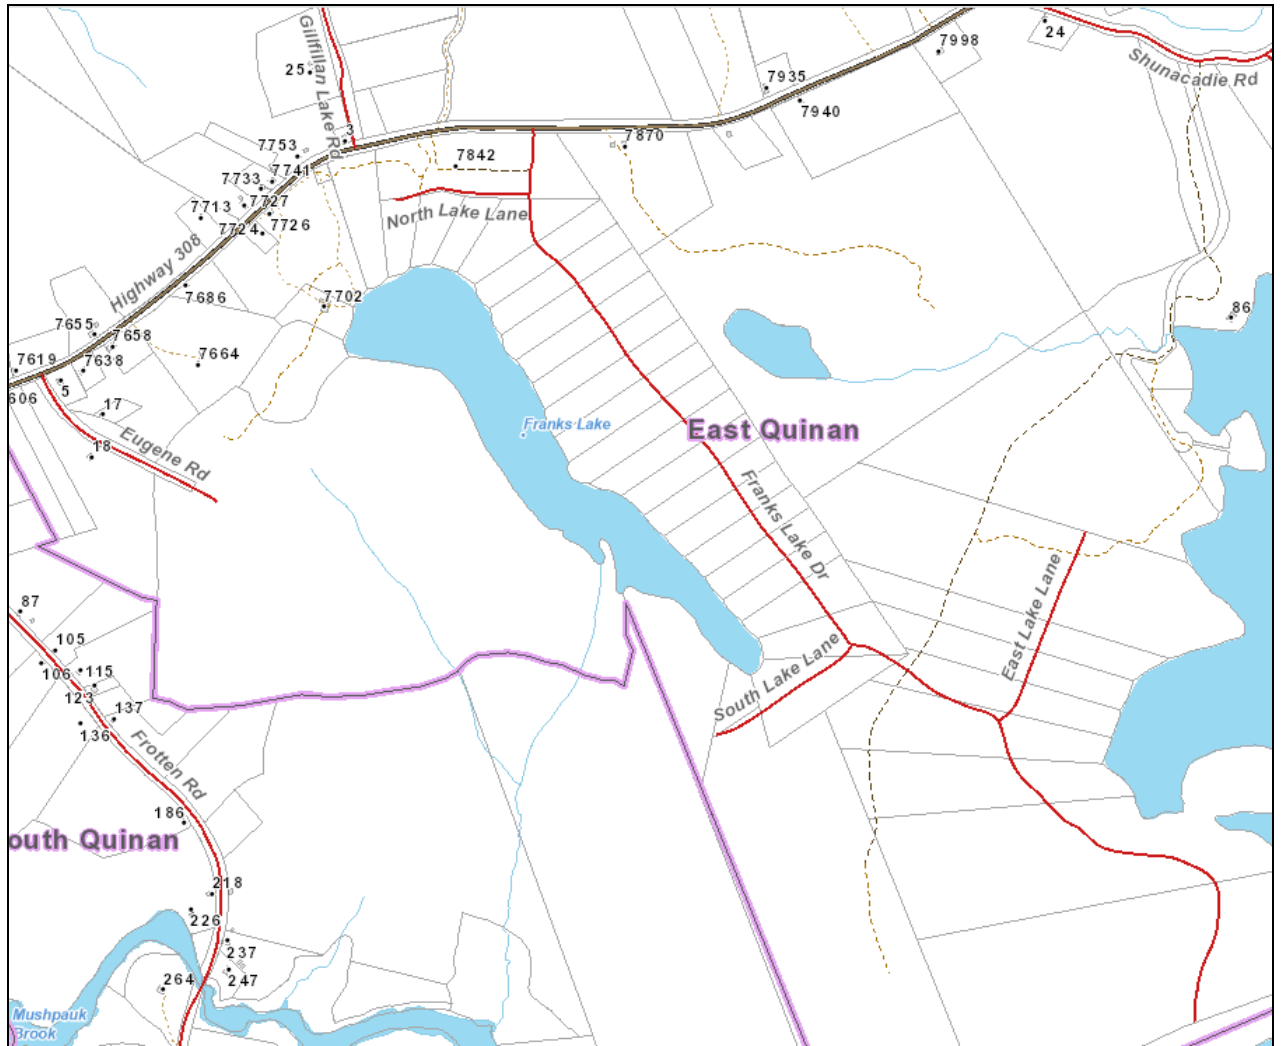 24
7998
Shunacadie Rd
Gillfillan Lake Rd
25
7935
7940
3
7870
7753
7842
7741
7733
7727
7713
7726
7724
North Lake Lane
Highway 308
7686
7702
86
7655
7658
7619
7638
7664
5
606
17
Franks Lake
East Quinan
18
Eugene Rd
Franks Lake Dr
East Lake Lane
87
105
106
115
123
South Lake Lane
137
136
Frotten Rd
186
outh Quinan
218
226
237
264
247
Mushpauk
Brook